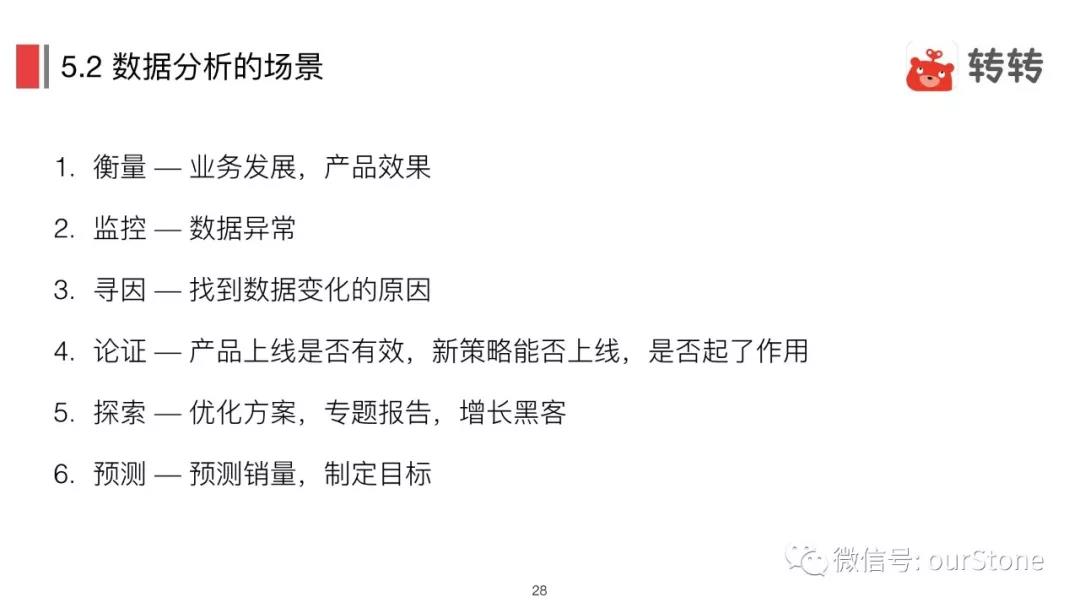 5.2 数据分析的场景
转转
1. 衡量 — 业务发展，产品效果
2. 监控 — 数据异常
3. 寻因 — 找到数据变化的原因
4. 论证 — 产品上线是否有效，新策略能否上线，是否起了作用
5. 探索 — 优化方案，专题报告，增长黑客
6. 预测 — 预测销量，制定目标
微信号: ourStone
28